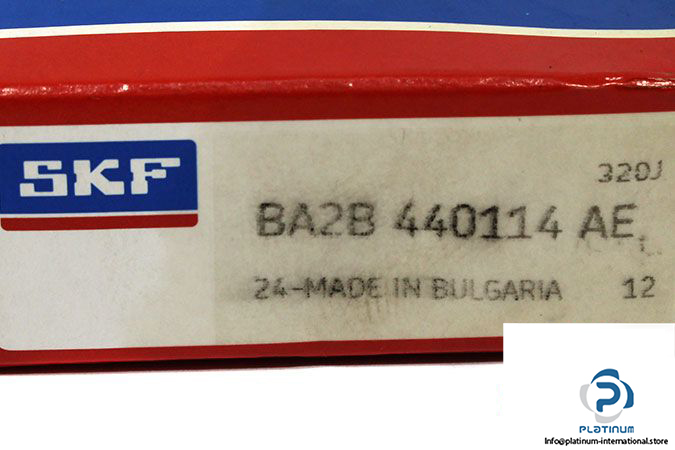 SKF
320J
BA2B 440114 AE
24-MADE IN BULGARIA 12
PLATINUM
Info@platinum-international.store